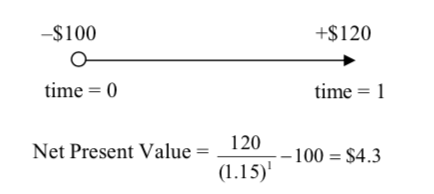 –$100 +$120
time = 0 time = 1
Net Present Value = 120/(1.15)¹ – 100 = $4.3